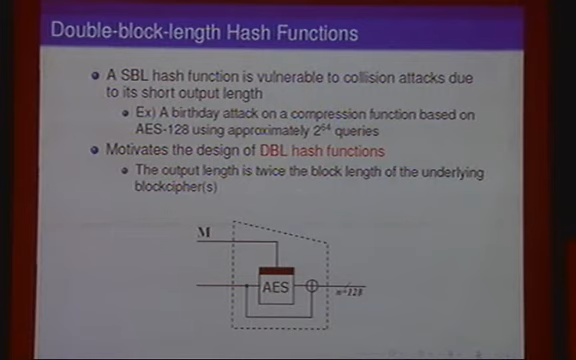 Double-block-length Hash Functions
A SBL hash function is vulnerable to collision attacks due
to its short output length
Ex) A birthday attack on a compression function based on
AES-128 using approximately 2^64 queries
Motivates the design of DBL hash functions
The output length is twice the block length of the underlying
blockcipher(s)
M
AES
n=128